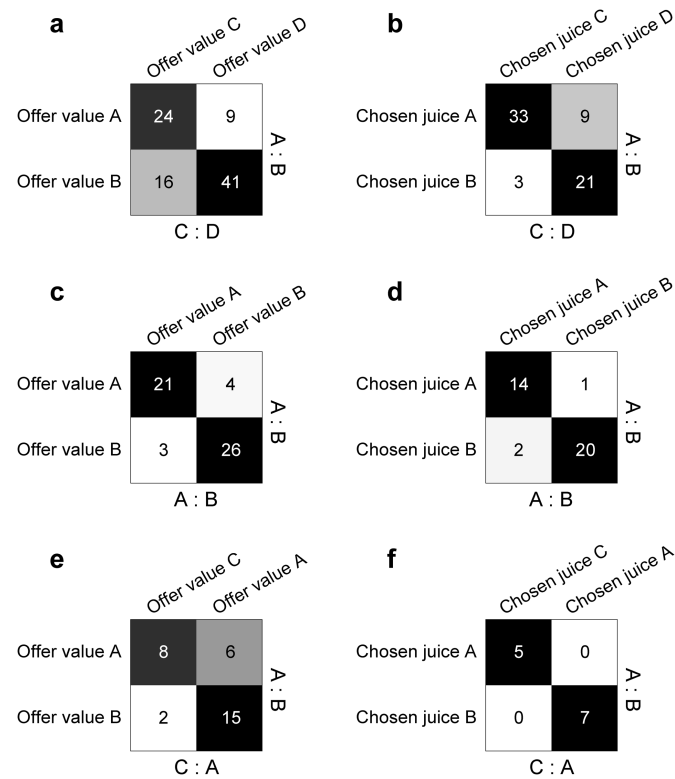 a
Offer value C
Offer value D
Offer value A
24 9
Offer value B
16 41
A : B
C : D
b
Chosen juice C
Chosen juice D
Chosen juice A
33 9
Chosen juice B
3 21
A : B
C : D
c
Offer value A
Offer value B
Offer value A
21 4
Offer value B
3 26
A : B
A : B
d
Chosen juice A
Chosen juice B
Chosen juice A
14 1
Chosen juice B
2 20
A : B
A : B
e
Offer value C
Offer value A
Offer value A
8 6
Offer value B
2 15
A : B
C : A
f
Chosen juice C
Chosen juice A
Chosen juice A
5 0
Chosen juice B
0 7
A : B
C : A